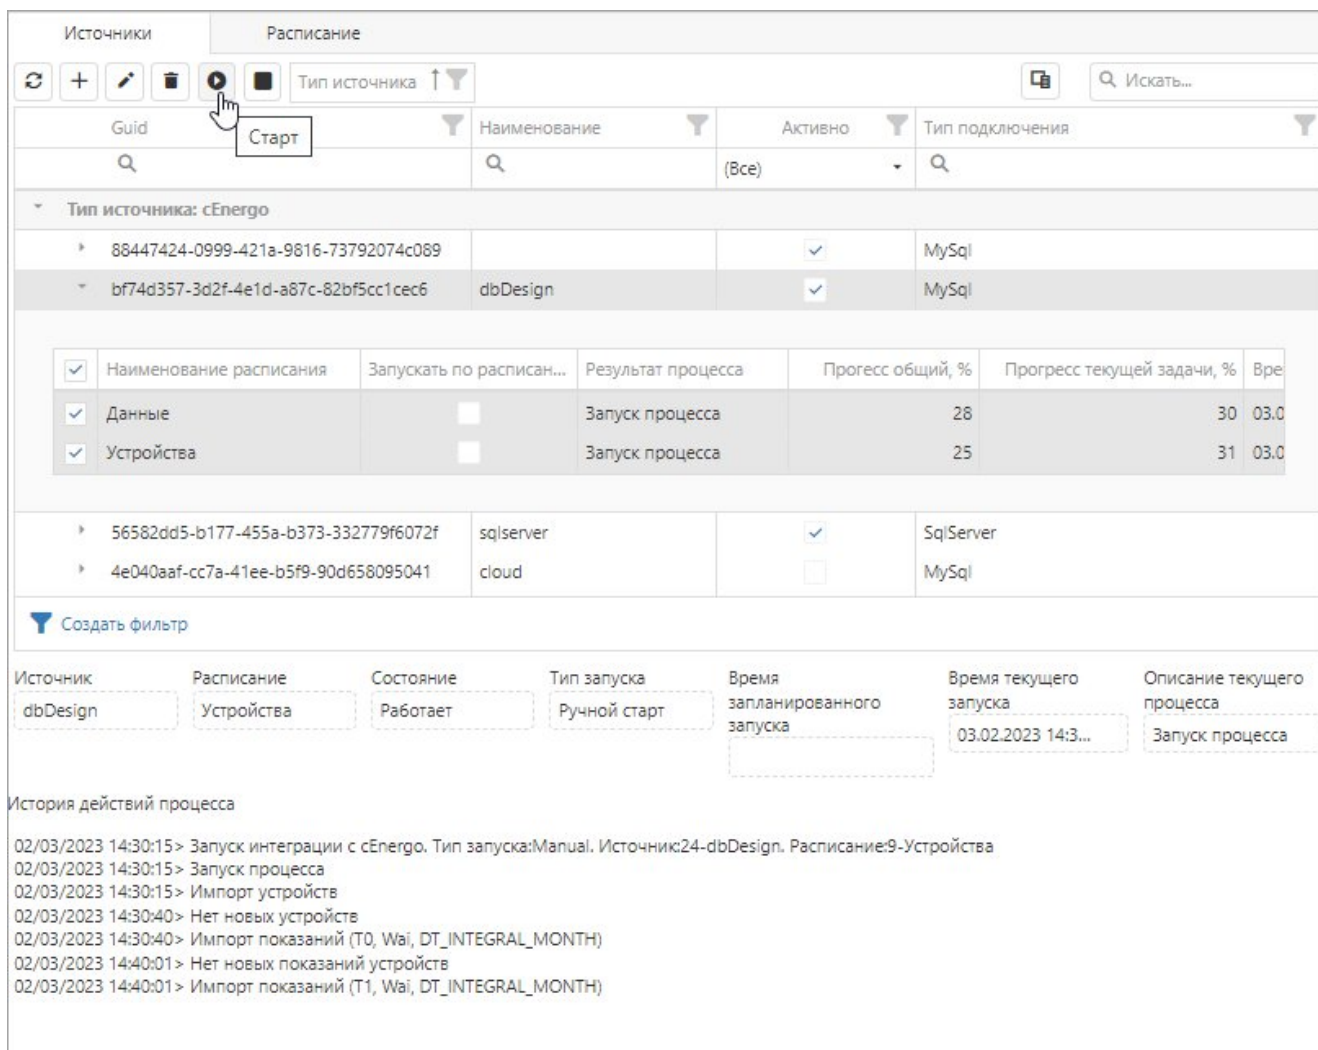 Источники Расписание
Тип источника Искать...
Старт
Guid Наименование Активно Тип подключения
(Все)
Тип источника: cEnergo
88447424-0999-421a-9816-73792074c089 MySql
bf74d357-3d2f-4e1d-a87c-82bf5cc1cec6 dbDesign MySql
Наименование расписания Запускать по расписан... Результат процесса Прогесс общий, % Прогресс текущей задачи, % Вре
Данные Запуск процесса 28 30 03.0
Устройства Запуск процесса 25 31 03.0
56582dd5-b177-455a-b373-332779f6072f sqlserver SqlServer
4e040aaf-cc7a-41ee-b5f9-90d658095041 cloud MySql
Создать фильтр
Источник Расписание Состояние Тип запуска Время запланированного запуска Время текущего запуска Описание текущего процесса
dbDesign Устройства Работает Ручной старт 03.02.2023 14:3... Запуск процесса
История действий процесса
02/03/2023 14:30:15> Запуск интеграции с cEnergo. Тип запуска:Manual. Источник:24-dbDesign. Расписание:9-Устройства
02/03/2023 14:30:15> Запуск процесса
02/03/2023 14:30:15> Импорт устройств
02/03/2023 14:30:40> Нет новых устройств
02/03/2023 14:30:40> Импорт показаний (T0, Wai, DT_INTEGRAL_MONTH)
02/03/2023 14:40:01> Нет новых показаний устройств
02/03/2023 14:40:01> Импорт показаний (T1, Wai, DT_INTEGRAL_MONTH)